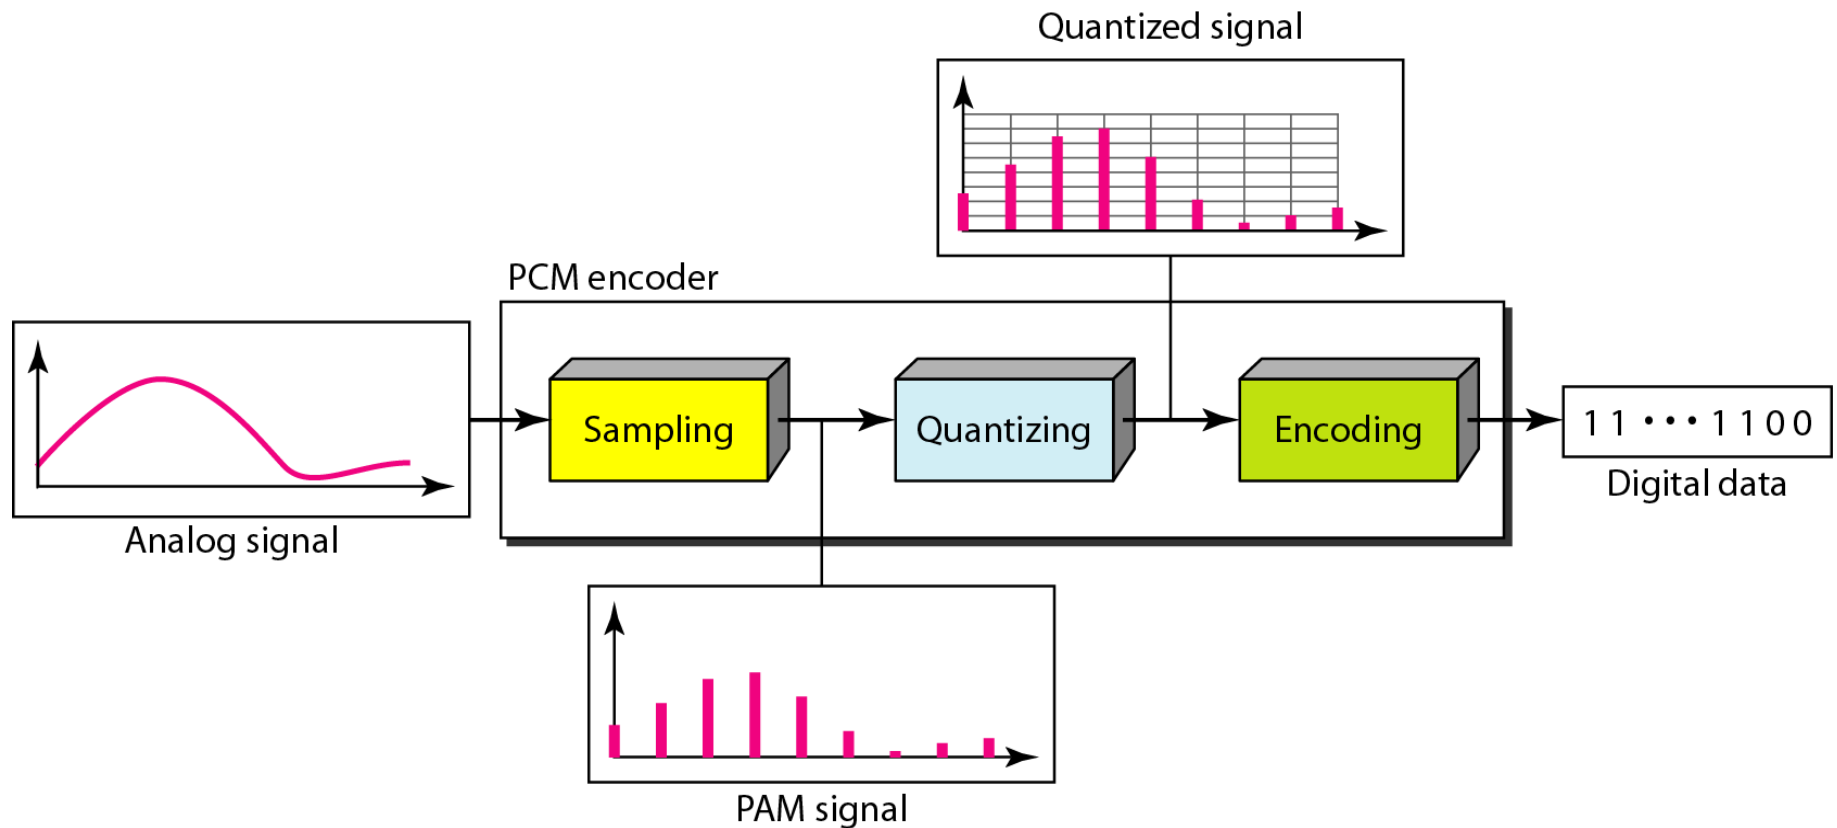 Quantized signal
PCM encoder
Sampling
Quantizing
Encoding
1 1 • • • 1 1 0 0
Digital data
Analog signal
PAM signal